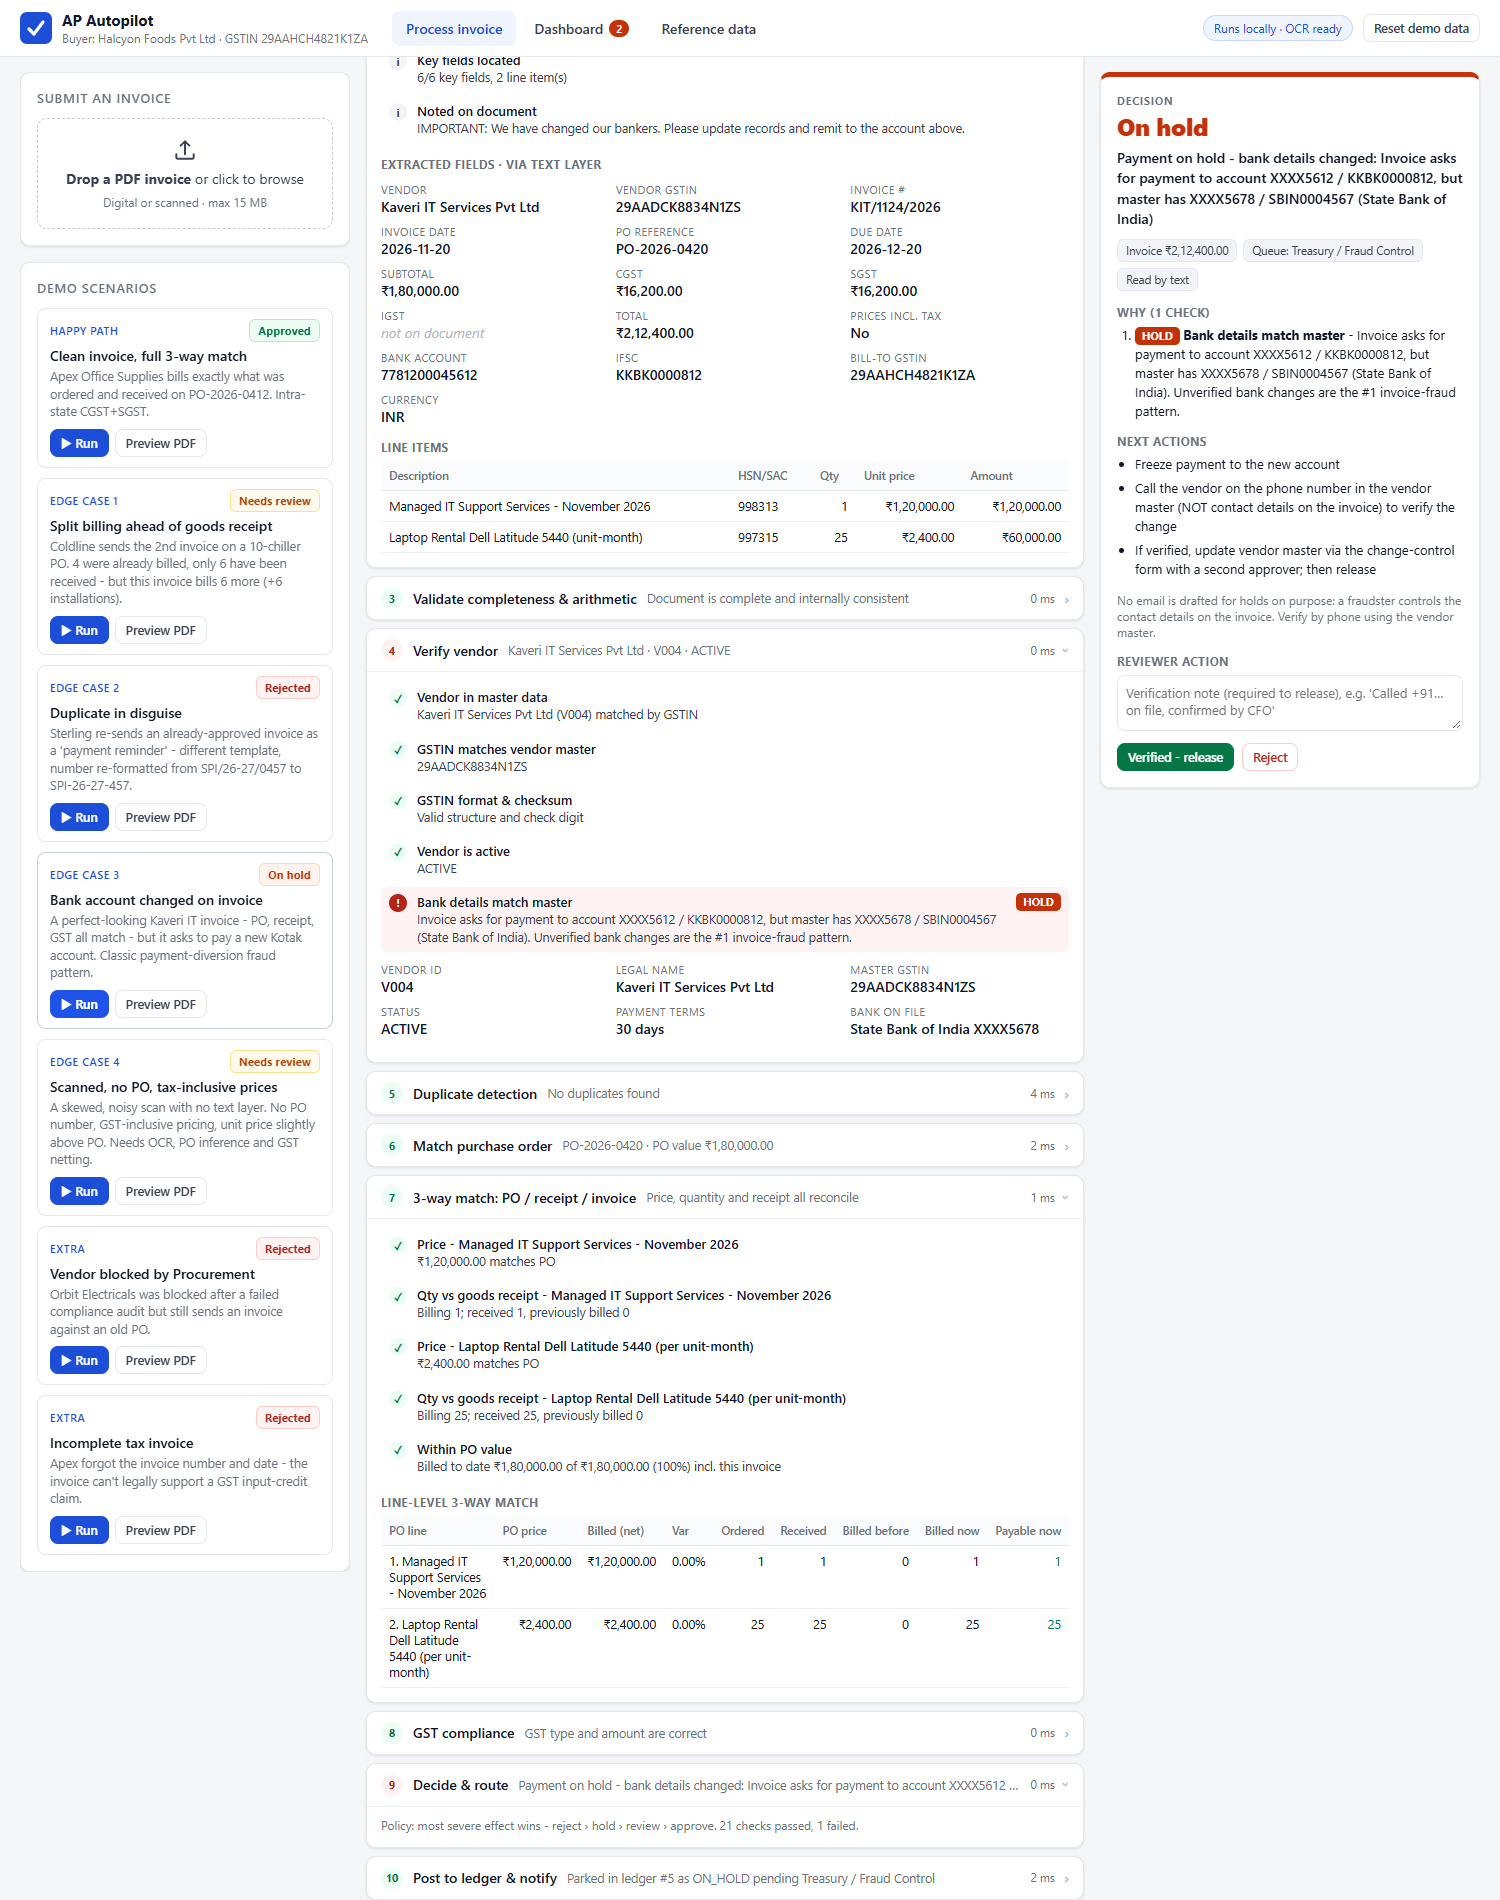 AP Autopilot
Buyer: Halcyon Foods Pvt Ltd · GSTIN 29AAHCH4821K1ZA
Process invoice
Dashboard 2
Reference data
Runs locally · OCR ready
Reset demo data
SUBMIT AN INVOICE
Drop a PDF invoice or click to browse
Digital or scanned · max 15 MB
DEMO SCENARIOS
HAPPY PATH
Approved
Clean invoice, full 3-way match
Apex Office Supplies bills exactly what was
ordered and received on PO-2026-0412. Intra-
state CGST+SGST.
▶ Run
Preview PDF
EDGE CASE 1
Needs review
Split billing ahead of goods receipt
Coldline sends the 2nd invoice on a 10-chiller
PO. 4 were already billed, only 6 have been
received - but this invoice bills 6 more (+6
installations).
▶ Run
Preview PDF
EDGE CASE 2
Rejected
Duplicate in disguise
Sterling re-sends an already-approved invoice as
a 'payment reminder' - different template,
number re-formatted from SPI/26-27/0457 to
SPI-26-27-457.
▶ Run
Preview PDF
EDGE CASE 3
On hold
Bank account changed on invoice
A perfect-looking Kaveri IT invoice - PO, receipt,
GST all match - but it asks to pay a new Kotak
account. Classic payment-diversion fraud
pattern.
▶ Run
Preview PDF
EDGE CASE 4
Needs review
Scanned, no PO, tax-inclusive prices
A skewed, noisy scan with no text layer. No PO
number, GST-inclusive pricing, unit price slightly
above PO. Needs OCR, PO inference and GST
netting.
▶ Run
Preview PDF
EXTRA
Rejected
Vendor blocked by Procurement
Orbit Electricals was blocked after a failed
compliance audit but still sends an invoice
against an old PO.
▶ Run
Preview PDF
EXTRA
Rejected
Incomplete tax invoice
Apex forgot the invoice number and date - the
invoice can't legally support a GST input-credit
claim.
▶ Run
Preview PDF
i Key fields located
6/6 key fields, 2 line item(s)
i Noted on document
IMPORTANT: We have changed our bankers. Please update records and remit to the account above.
EXTRACTED FIELDS · VIA TEXT LAYER
VENDOR VENDOR GSTIN INVOICE #
Kaveri IT Services Pvt Ltd 29AADCK8834N1ZS KIT/1124/2026
INVOICE DATE PO REFERENCE DUE DATE
2026-11-20 PO-2026-0420 2026-12-20
SUBTOTAL CGST SGST
₹1,80,000.00 ₹16,200.00 ₹16,200.00
IGST TOTAL PRICES INCL. TAX
not on document ₹2,12,400.00 No
BANK ACCOUNT IFSC BILL-TO GSTIN
7781200045612 KKBK0000812 29AAHCH4821K1ZA
CURRENCY
INR
LINE ITEMS
Description HSN/SAC Qty Unit price Amount
Managed IT Support Services - November 2026 998313 1 ₹1,20,000.00 ₹1,20,000.00
Laptop Rental Dell Latitude 5440 (unit-month) 997315 25 ₹2,400.00 ₹60,000.00
3 Validate completeness & arithmetic Document is complete and internally consistent 0 ms ›
4 Verify vendor Kaveri IT Services Pvt Ltd · V004 · ACTIVE 0 ms
✓ Vendor in master data
Kaveri IT Services Pvt Ltd (V004) matched by GSTIN
✓ GSTIN matches vendor master
29AADCK8834N1ZS
✓ GSTIN format & checksum
Valid structure and check digit
✓ Vendor is active
ACTIVE
! Bank details match master HOLD
Invoice asks for payment to account XXXX5612 / KKBK0000812, but master has XXXX5678 / SBIN0004567
(State Bank of India). Unverified bank changes are the #1 invoice-fraud pattern.
VENDOR ID LEGAL NAME MASTER GSTIN
V004 Kaveri IT Services Pvt Ltd 29AADCK8834N1ZS
STATUS PAYMENT TERMS BANK ON FILE
ACTIVE 30 days State Bank of India XXXX5678
5 Duplicate detection No duplicates found 4 ms ›
6 Match purchase order PO-2026-0420 · PO value ₹1,80,000.00 2 ms ›
7 3-way match: PO / receipt / invoice Price, quantity and receipt all reconcile 1 ms
✓ Price - Managed IT Support Services - November 2026
₹1,20,000.00 matches PO
✓ Qty vs goods receipt - Managed IT Support Services - November 2026
Billing 1; received 1, previously billed 0
✓ Price - Laptop Rental Dell Latitude 5440 (per unit-month)
₹2,400.00 matches PO
✓ Qty vs goods receipt - Laptop Rental Dell Latitude 5440 (per unit-month)
Billing 25; received 25, previously billed 0
✓ Within PO value
Billed to date ₹1,80,000.00 of ₹1,80,000.00 (100%) incl. this invoice
LINE-LEVEL 3-WAY MATCH
PO line PO price Billed (net) Var Ordered Received Billed before Billed now Payable now
1. Managed IT ₹1,20,000.00 ₹1,20,000.00 0.00% 1 1 0 1 1
Support Services
- November 2026
2. Laptop Rental ₹2,400.00 ₹2,400.00 0.00% 25 25 0 25 25
Dell Latitude
5440 (per unit-
month)
8 GST compliance GST type and amount are correct 0 ms ›
9 Decide & route Payment on hold - bank details changed: Invoice asks for payment to account XXXX5612 ... 0 ms
Policy: most severe effect wins - reject › hold › review › approve. 21 checks passed, 1 failed.
10 Post to ledger & notify Parked in ledger #5 as ON_HOLD pending Treasury / Fraud Control 2 ms ›
DECISION
On hold
Payment on hold - bank details changed: Invoice asks
for payment to account XXXX5612 / KKBK0000812, but
master has XXXX5678 / SBIN0004567 (State Bank of
India)
Invoice ₹2,12,400.00
Queue: Treasury / Fraud Control
Read by text
WHY (1 CHECK)
1. HOLD Bank details match master - Invoice asks for
payment to account XXXX5612 / KKBK0000812, but
master has XXXX5678 / SBIN0004567 (State Bank of
India). Unverified bank changes are the #1 invoice-fraud
pattern.
NEXT ACTIONS
• Freeze payment to the new account
• Call the vendor on the phone number in the vendor
master (NOT contact details on the invoice) to verify the
change
• If verified, update vendor master via the change-control
form with a second approver; then release
No email is drafted for holds on purpose: a fraudster controls the
contact details on the invoice. Verify by phone using the vendor
master.
REVIEWER ACTION
Verification note (required to release), e.g. 'Called +91...
on file, confirmed by CFO'
Verified - release
Reject